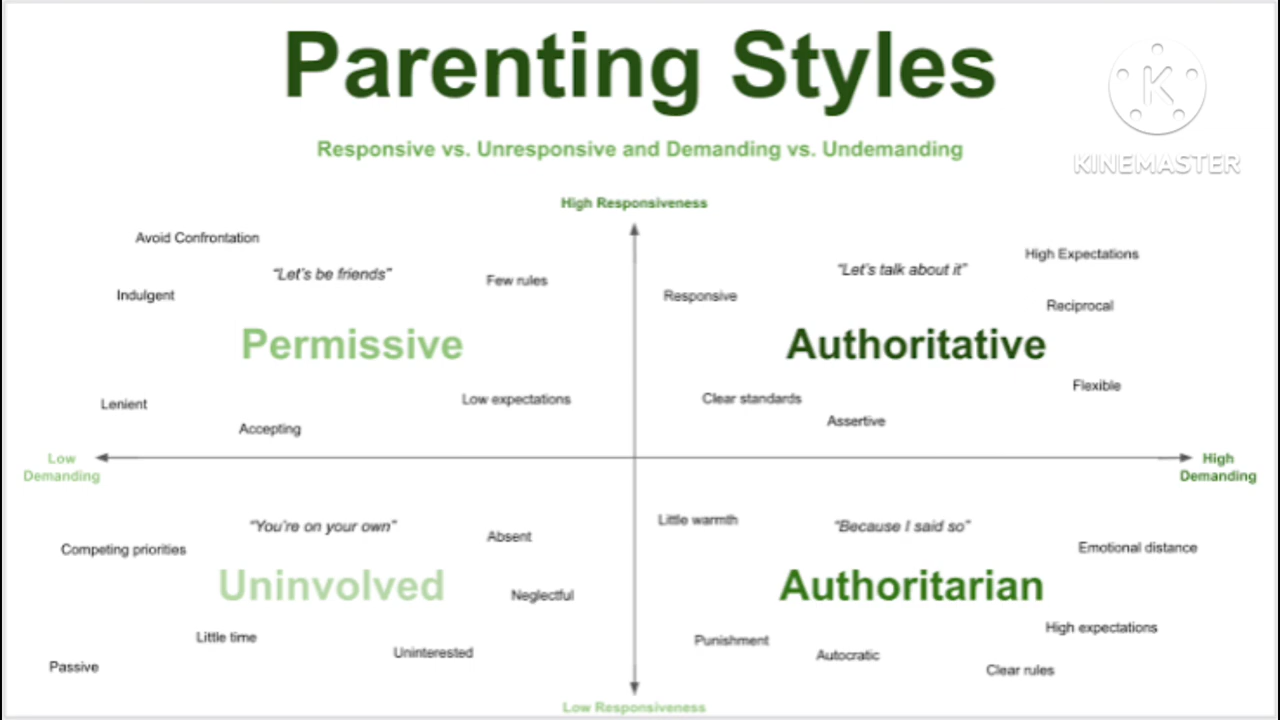 Parenting Styles
K
KINEMASTER
Responsive vs. Unresponsive and Demanding vs. Undemanding
High Responsiveness
Avoid Confrontation
“Let’s be friends”
Few rules
Indulgent
Permissive
Lenient
Low expectations
Accepting
High Expectations
“Let’s talk about it”
Responsive
Reciprocal
Authoritative
Flexible
Clear standards
Assertive
Low
Demanding
High
Demanding
“You’re on your own”
Absent
Competing priorities
Uninvolved
Neglectful
Little time
Uninterested
Passive
Little warmth
“Because I said so”
Emotional distance
Authoritarian
High expectations
Punishment
Autocratic
Clear rules
Low Responsiveness